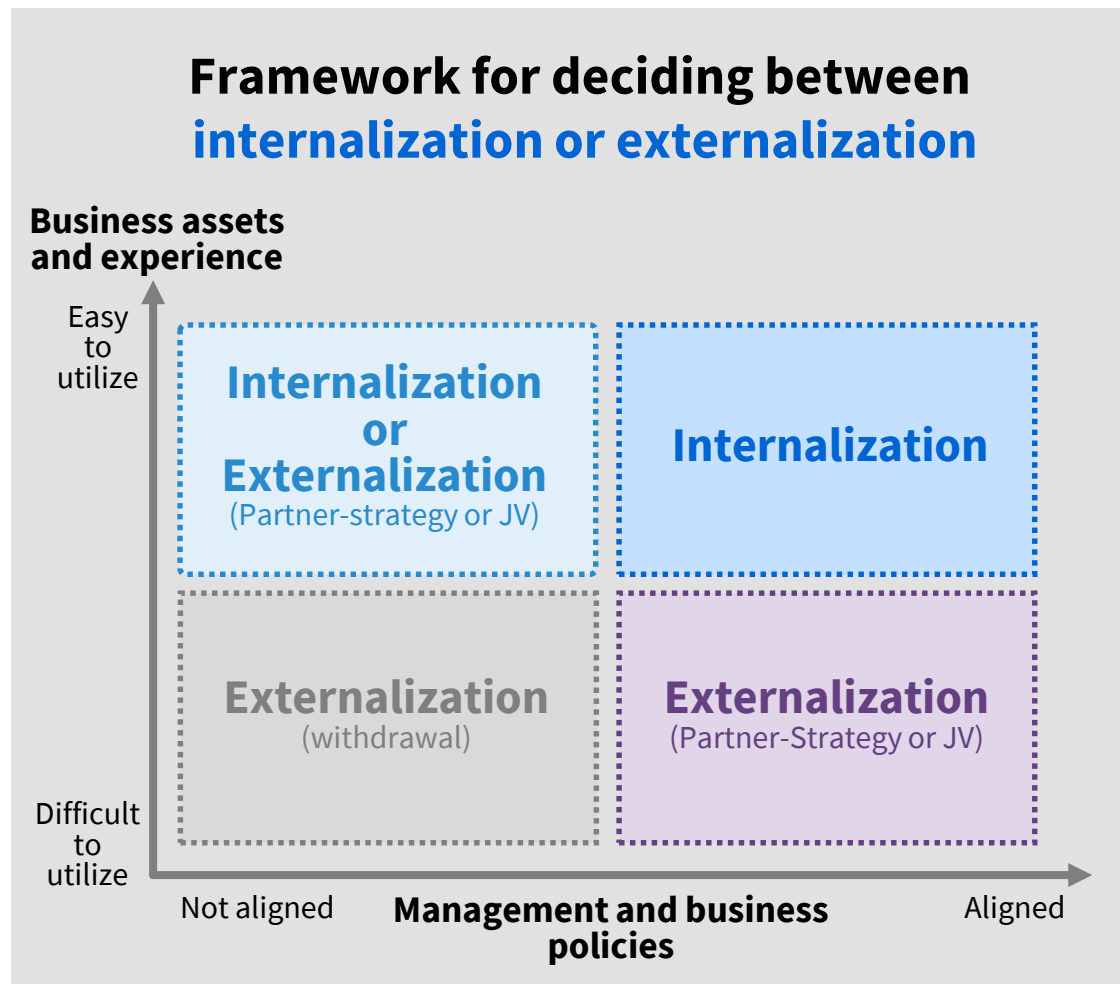 Framework for deciding between
internalization or externalization
Business assets
and experience
Easy
to
utilize
Internalization
or
Externalization
(Partner-strategy or JV)
Internalization
Externalization
(withdrawal)
Externalization
(Partner-Strategy or JV)
Difficult
to
utilize
Not aligned
Management and business
policies
Aligned